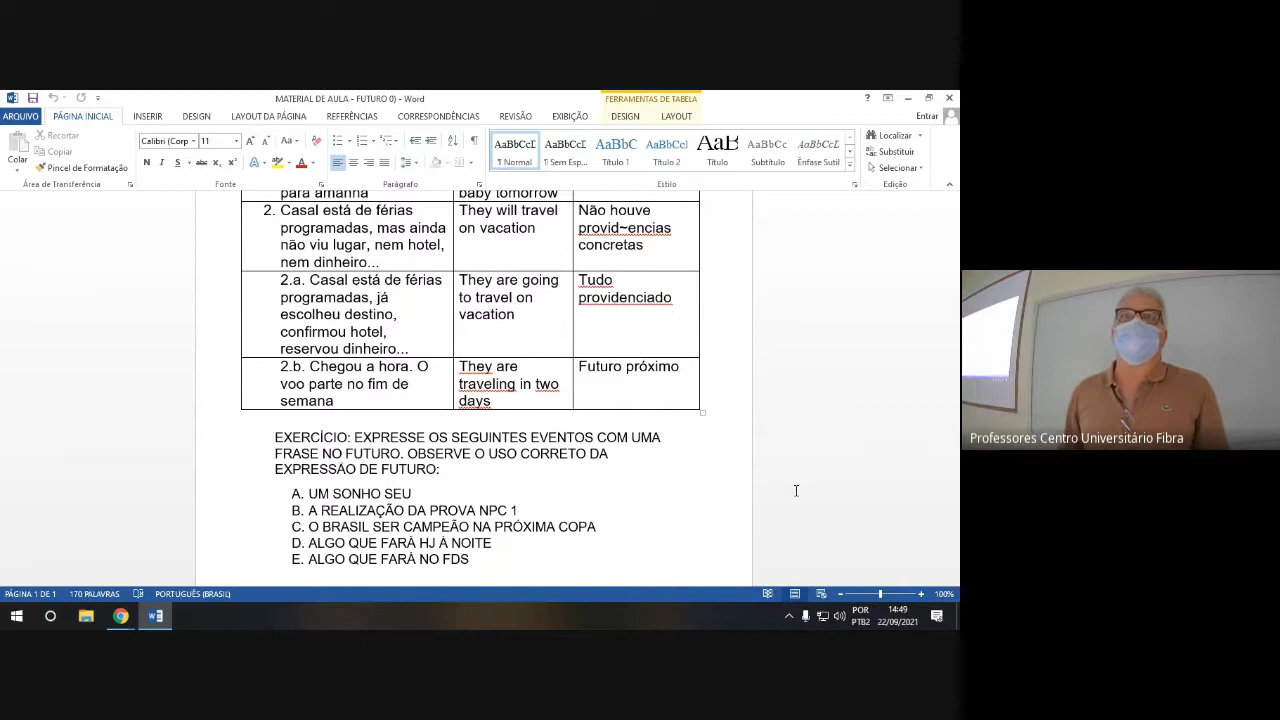 MATERIAL DE AULA - FUTURO 0) - Word
FERRAMENTAS DE TABELA
ARQUIVO
PÁGINA INICIAL
INSERIR
DESIGN
LAYOUT DA PÁGINA
REFERÊNCIAS
CORRESPONDÊNCIAS
REVISÃO
EXIBIÇÃO
DESIGN
LAYOUT
Entrar
Colar
Recortar
Copiar
Pincel de Formatação
Área de Transferência
Calibri (Corp
11
Fonte
Parágrafo
AaBbCcI
¶ Normal
AaBbCcI
¶ Sem Esp...
AaBbC
Título 1
AaBbCcI
Título 2
AaB
Título
AaBbCcI
Subtítulo
AaBbCcI
Ênfase Sutil
Estilo
Localizar
Substituir
Selecionar
Edição
para amanhã
baby tomorrow
2. Casal está de férias
programadas, mas ainda
não viu lugar, nem hotel,
nem dinheiro...
They will travel
on vacation
Não houve
provid~encias
concretas
2.a. Casal está de férias
programadas, já
escolheu destino,
confirmou hotel,
reservou dinheiro...
They are going
to travel on
vacation
Tudo
providenciado
2.b. Chegou a hora. O
voo parte no fim de
semana
They are
traveling in two
days
Futuro próximo
EXERCÍCIO: EXPRESSE OS SEGUINTES EVENTOS COM UMA
FRASE NO FUTURO. OBSERVE O USO CORRETO DA
EXPRESSÃO DE FUTURO:
A. UM SONHO SEU
B. A REALIZAÇÃO DA PROVA NPC 1
C. O BRASIL SER CAMPEÃO NA PRÓXIMA COPA
D. ALGO QUE FARÁ HJ À NOITE
E. ALGO QUE FARÁ NO FDS
PÁGINA 1 DE 1
170 PALAVRAS
PORTUGUÊS (BRASIL)
100%
POR
PTB2
14:49
22/09/2021
Professores Centro Universitário Fibra